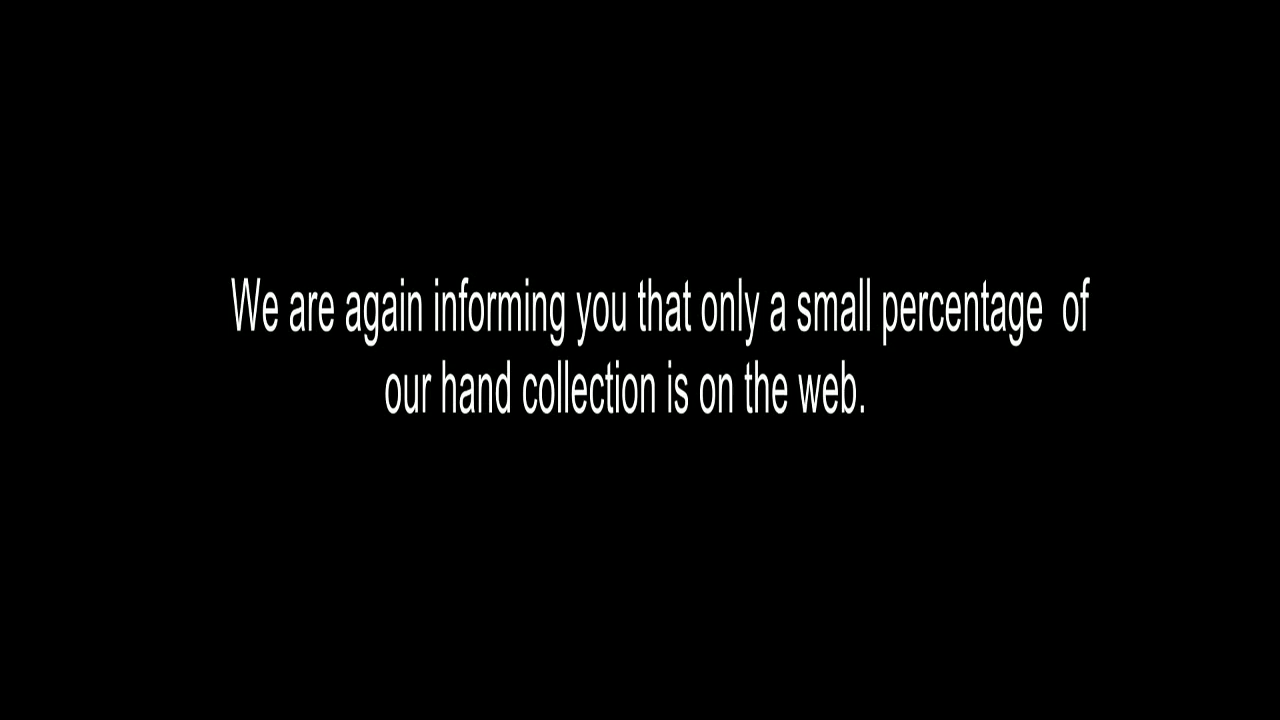 We are again informing you that only a small percentage  of
our hand collection is on the web.